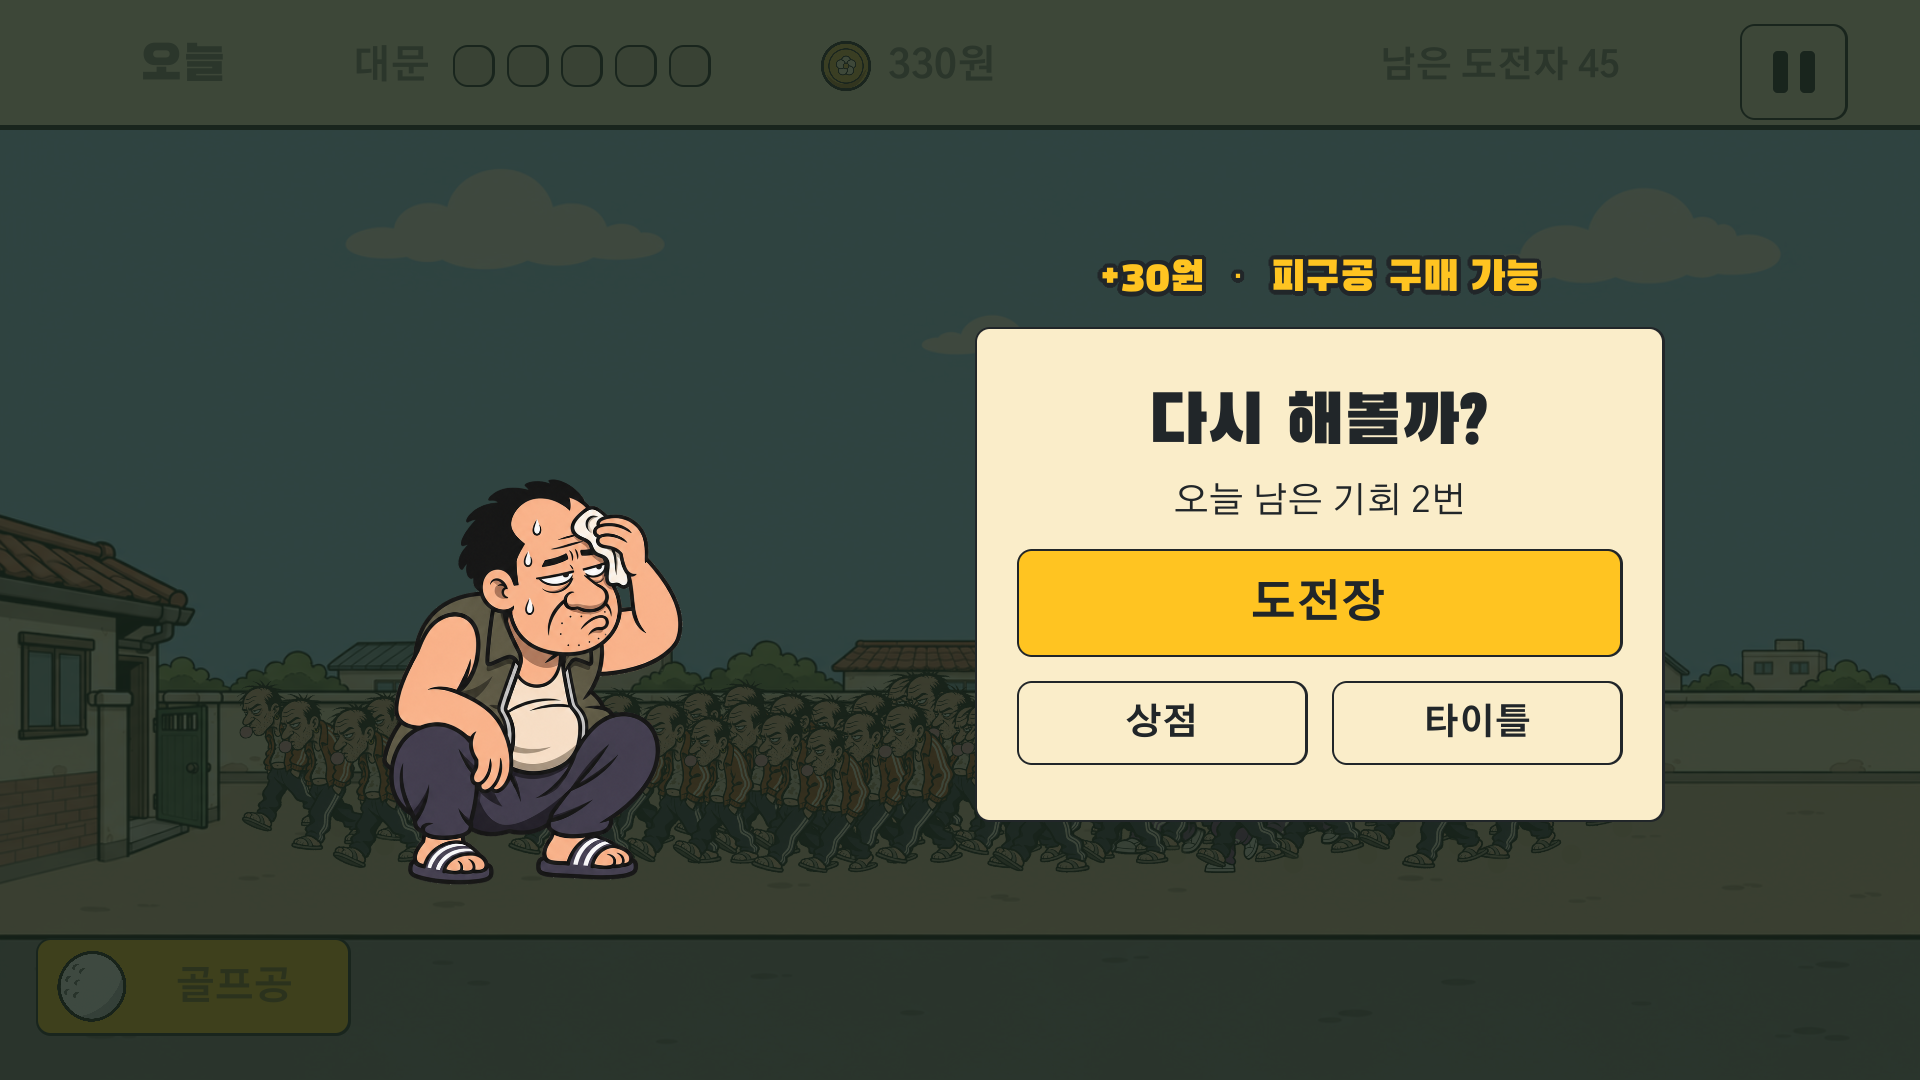 오늘
대문
330원
남은 도전자 45
+30원 · 피구공 구매 가능
다시 해볼까?
오늘 남은 기회 2번
도전장
상점
타이틀
골프공